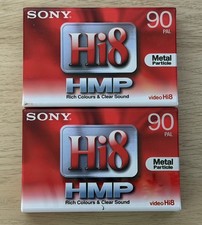 SONY
90
PAL
Hi8
Metal
Particle
HMP
Rich Colours & Clear Sound
video Hi8
SONY
90
PAL
Hi8
Metal
Particle
HMP
Rich Colours & Clear Sound
video Hi8